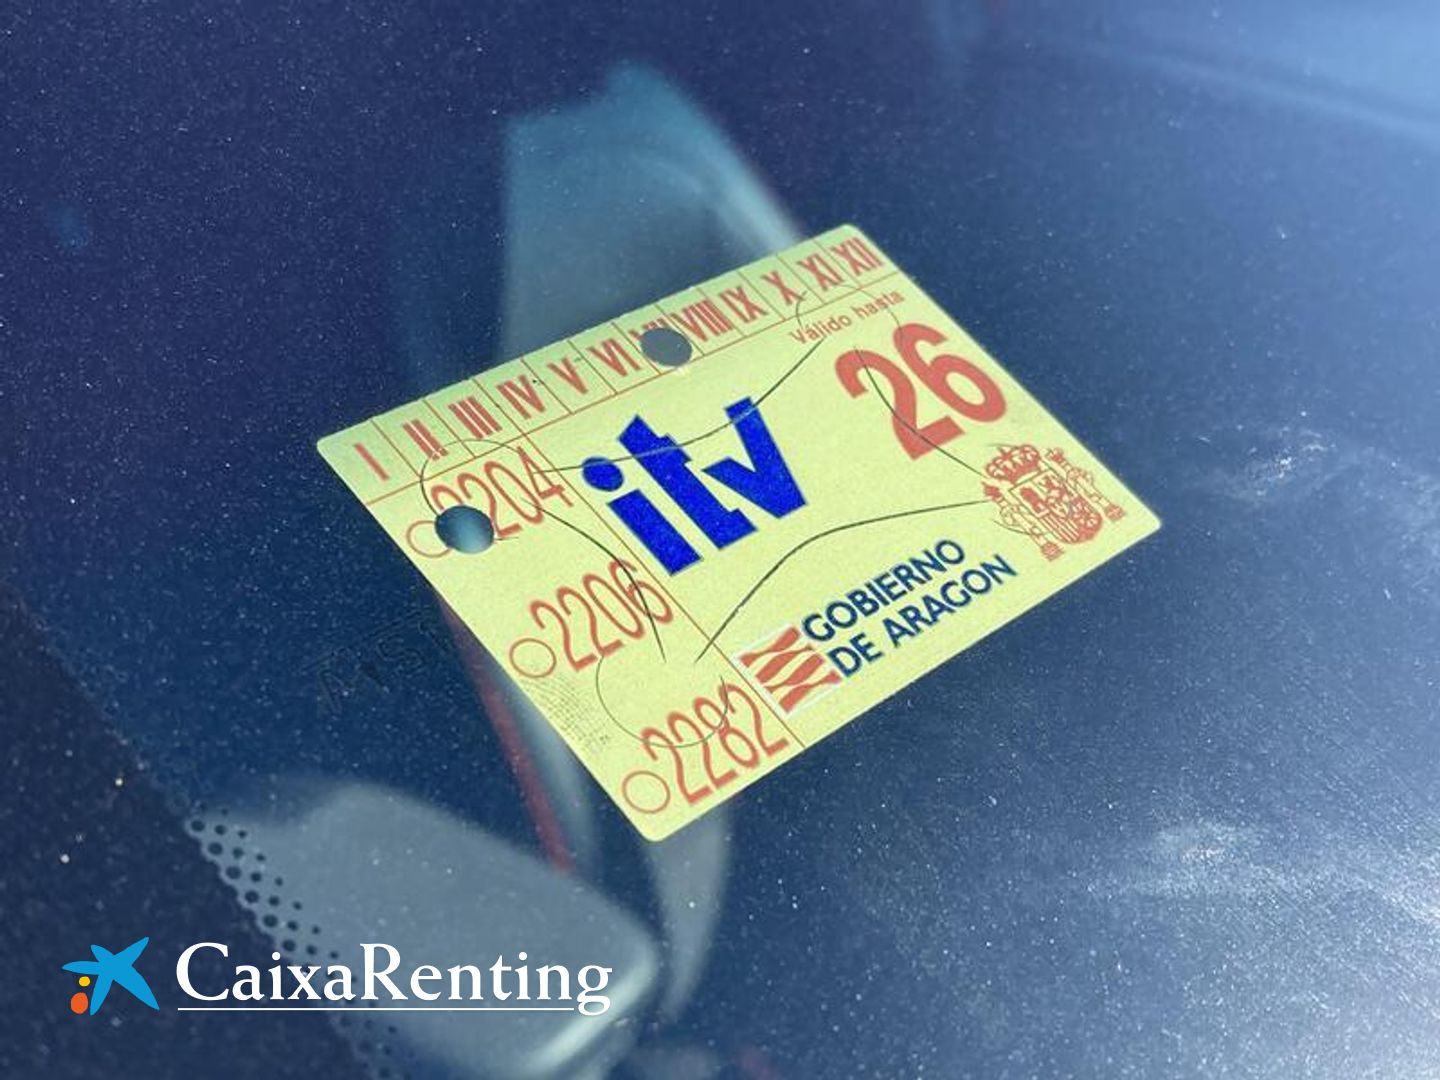 I II III IV V VI VII VIII IX X XI XII
Válido hasta
26
itv
2204
2206
2282
GOBIERNO
DE ARAGON
CaixaRenting